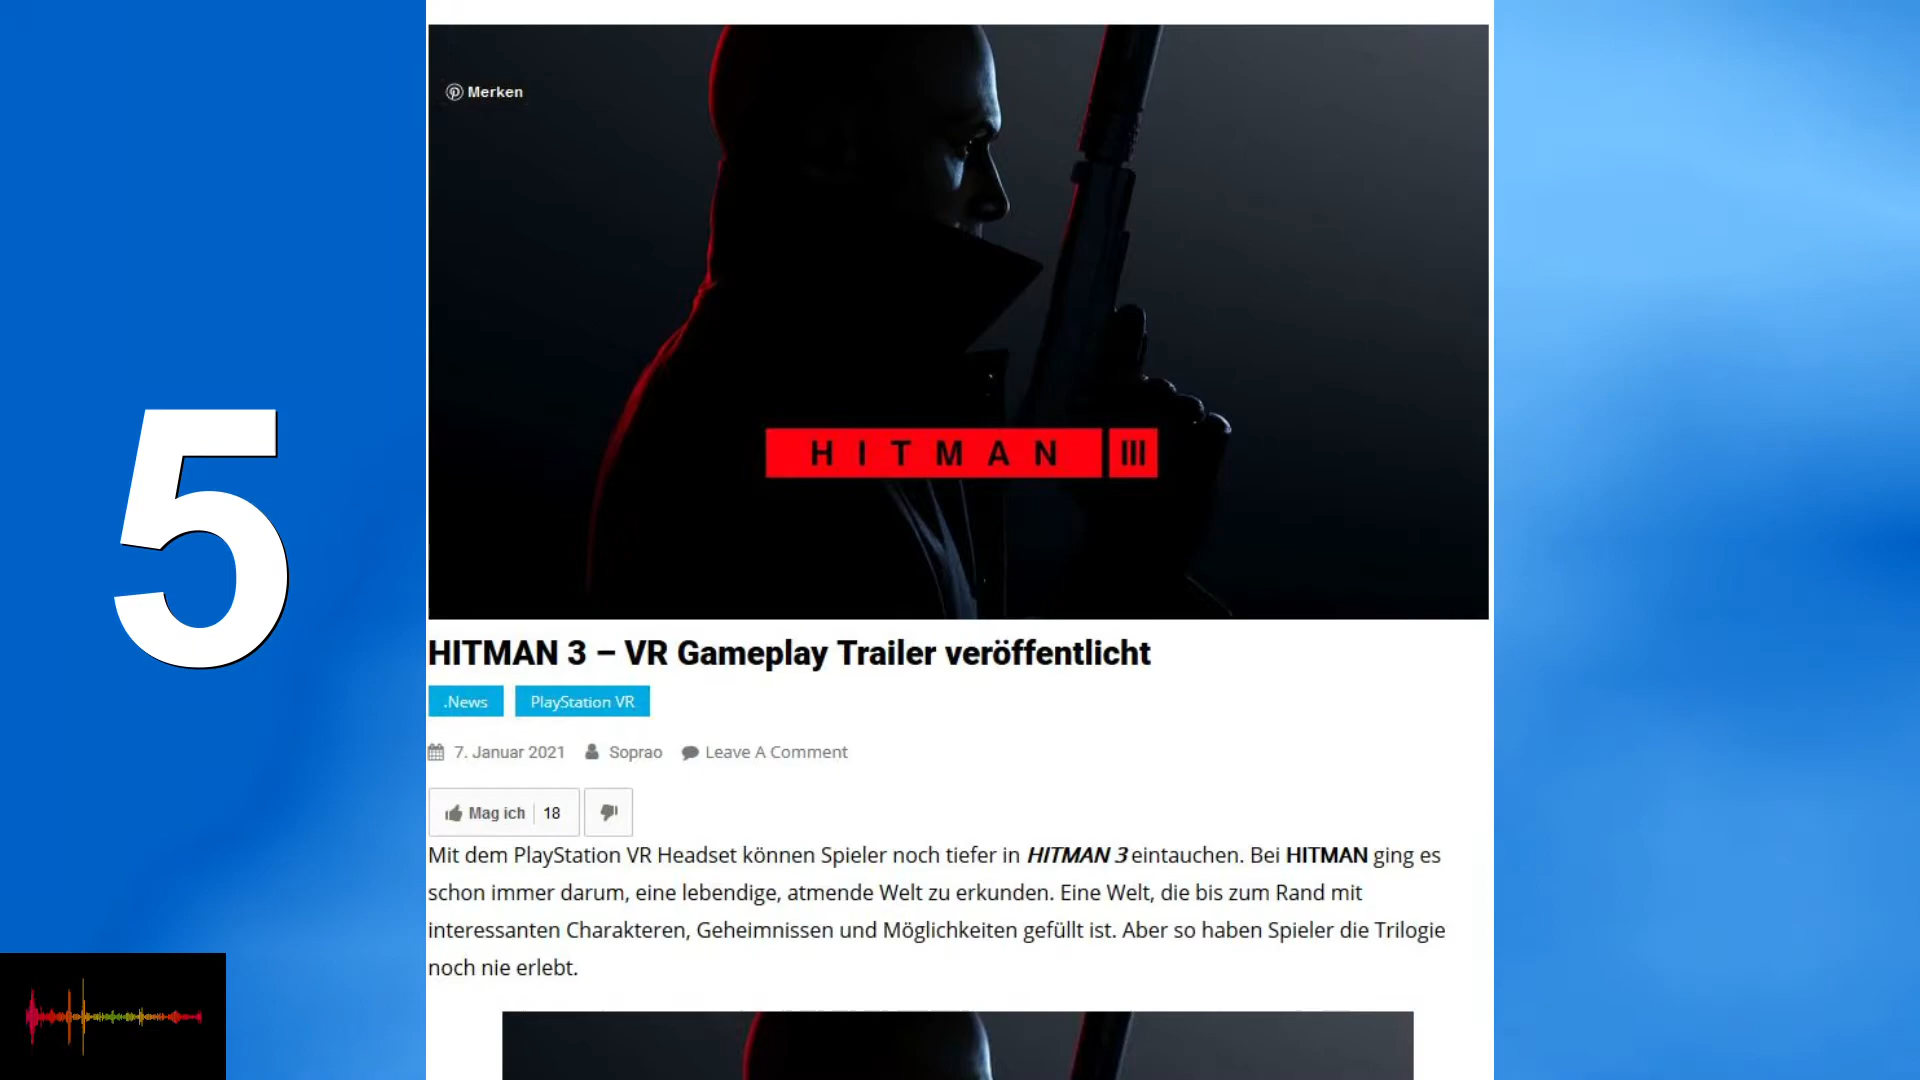 Merken
HITMAN III
5
HITMAN 3 – VR Gameplay Trailer veröffentlicht
.News PlayStation VR
7. Januar 2021 Soprao Leave A Comment
Mag ich 18
Mit dem PlayStation VR Headset können Spieler noch tiefer in HITMAN 3 eintauchen. Bei HITMAN ging es
schon immer darum, eine lebendige, atmende Welt zu erkunden. Eine Welt, die bis zum Rand mit
interessanten Charakteren, Geheimnissen und Möglichkeiten gefüllt ist. Aber so haben Spieler die Trilogie
noch nie erlebt.